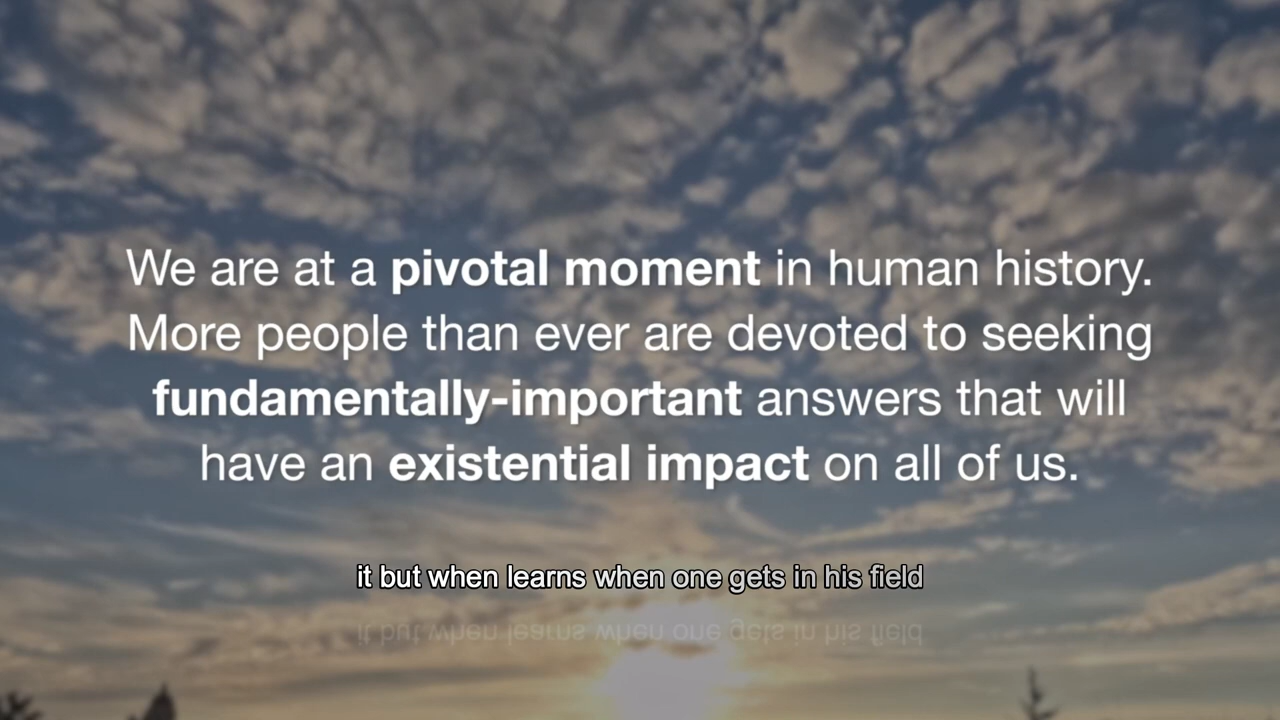 We are at a pivotal moment in human history.
More people than ever are devoted to seeking
fundamentally-important answers that will
have an existential impact on all of us.
it but when learns when one gets in his field